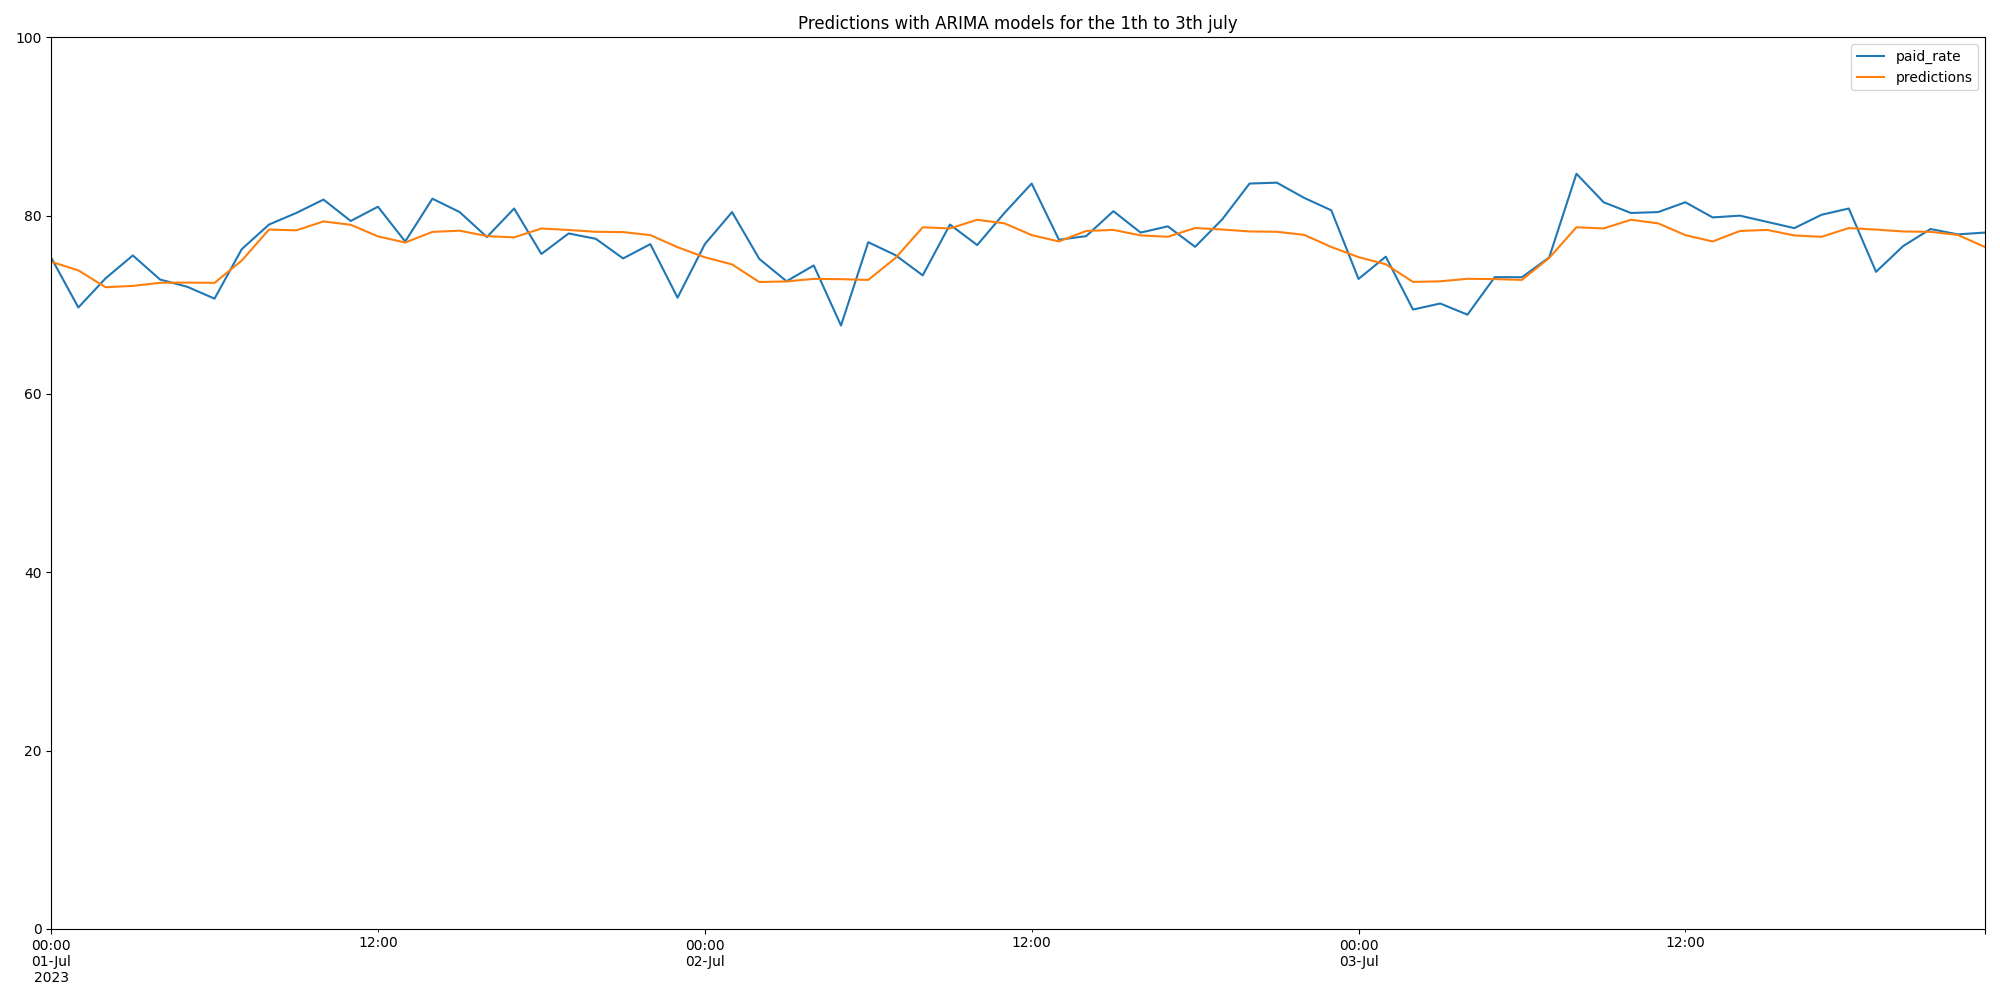 Predictions with ARIMA models for the 1th to 3th july
paid_rate
predictions
100
80
60
40
20
0
00:00
01-Jul
2023
12:00
00:00
02-Jul
12:00
00:00
03-Jul
12:00